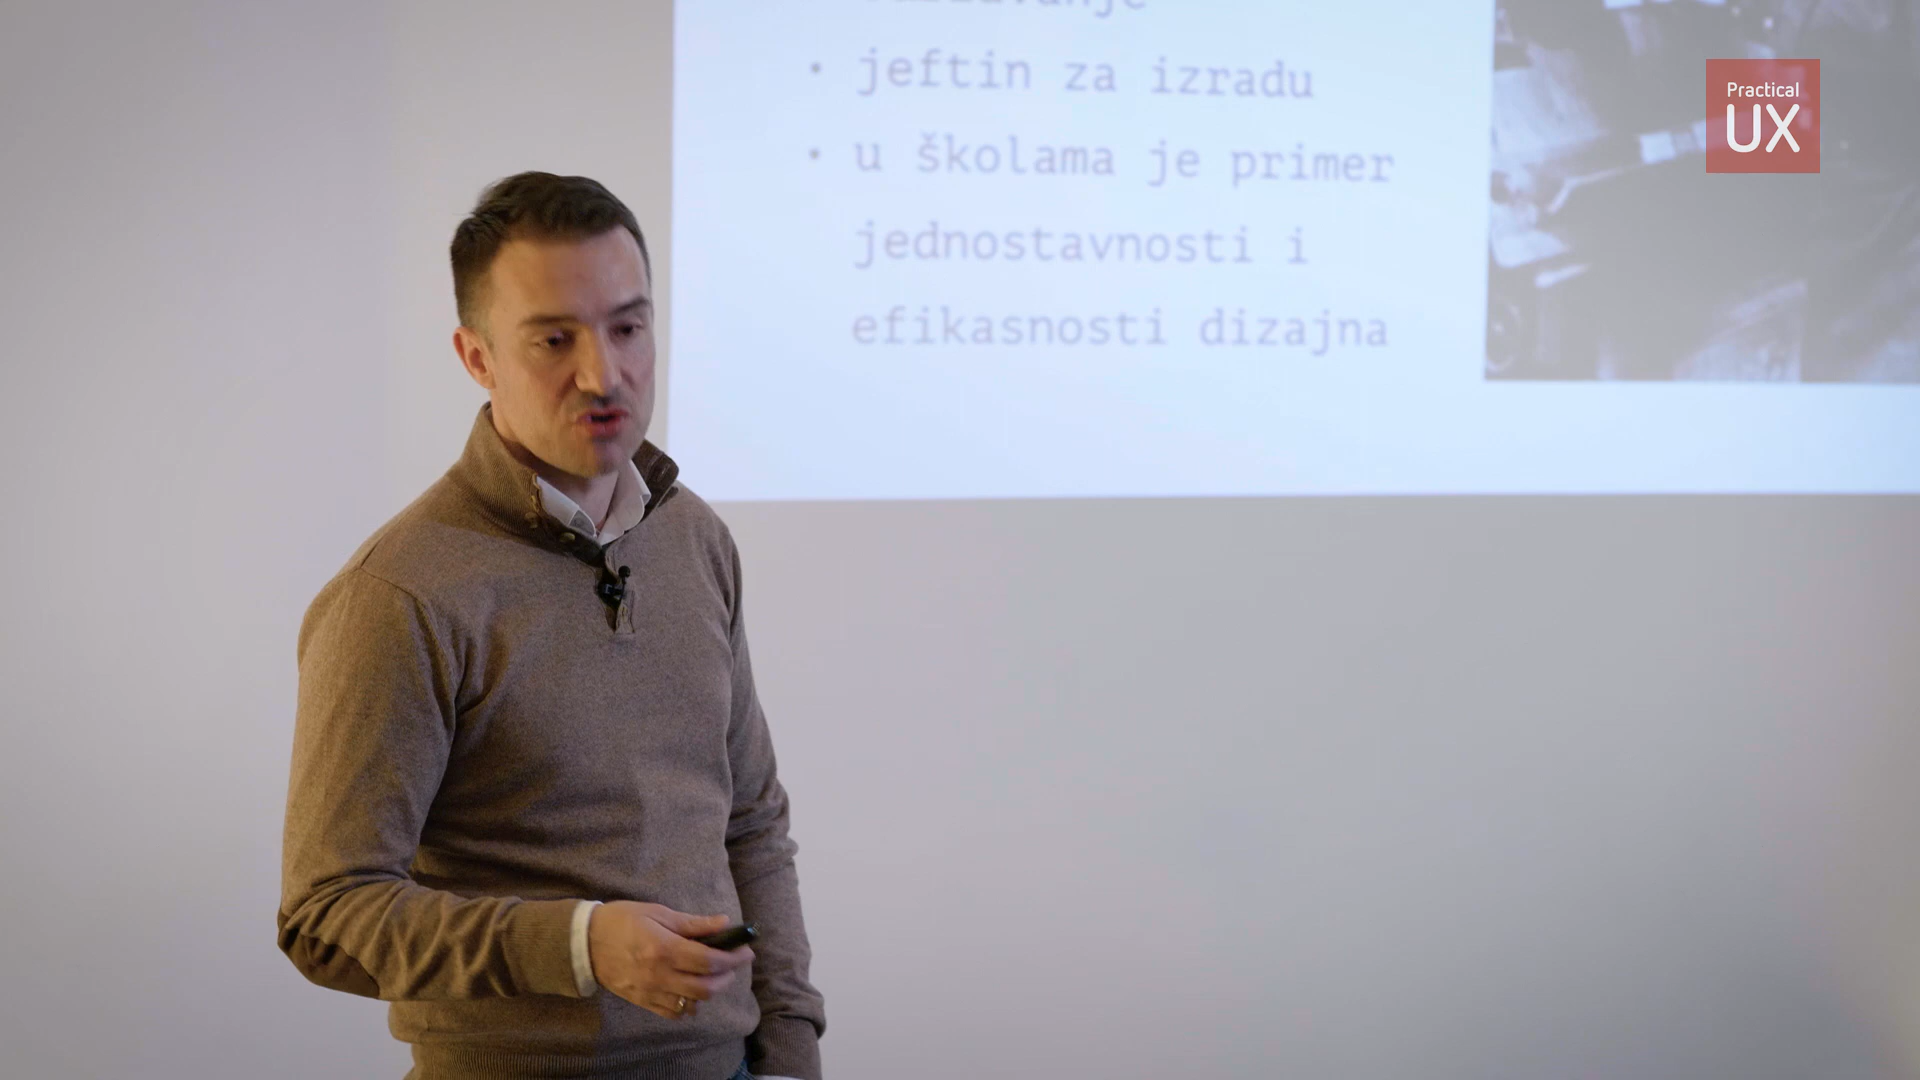 • jeftin za izradu
• u školama je primer
jednostavnosti i
efikasnosti dizajna
Practical
UX